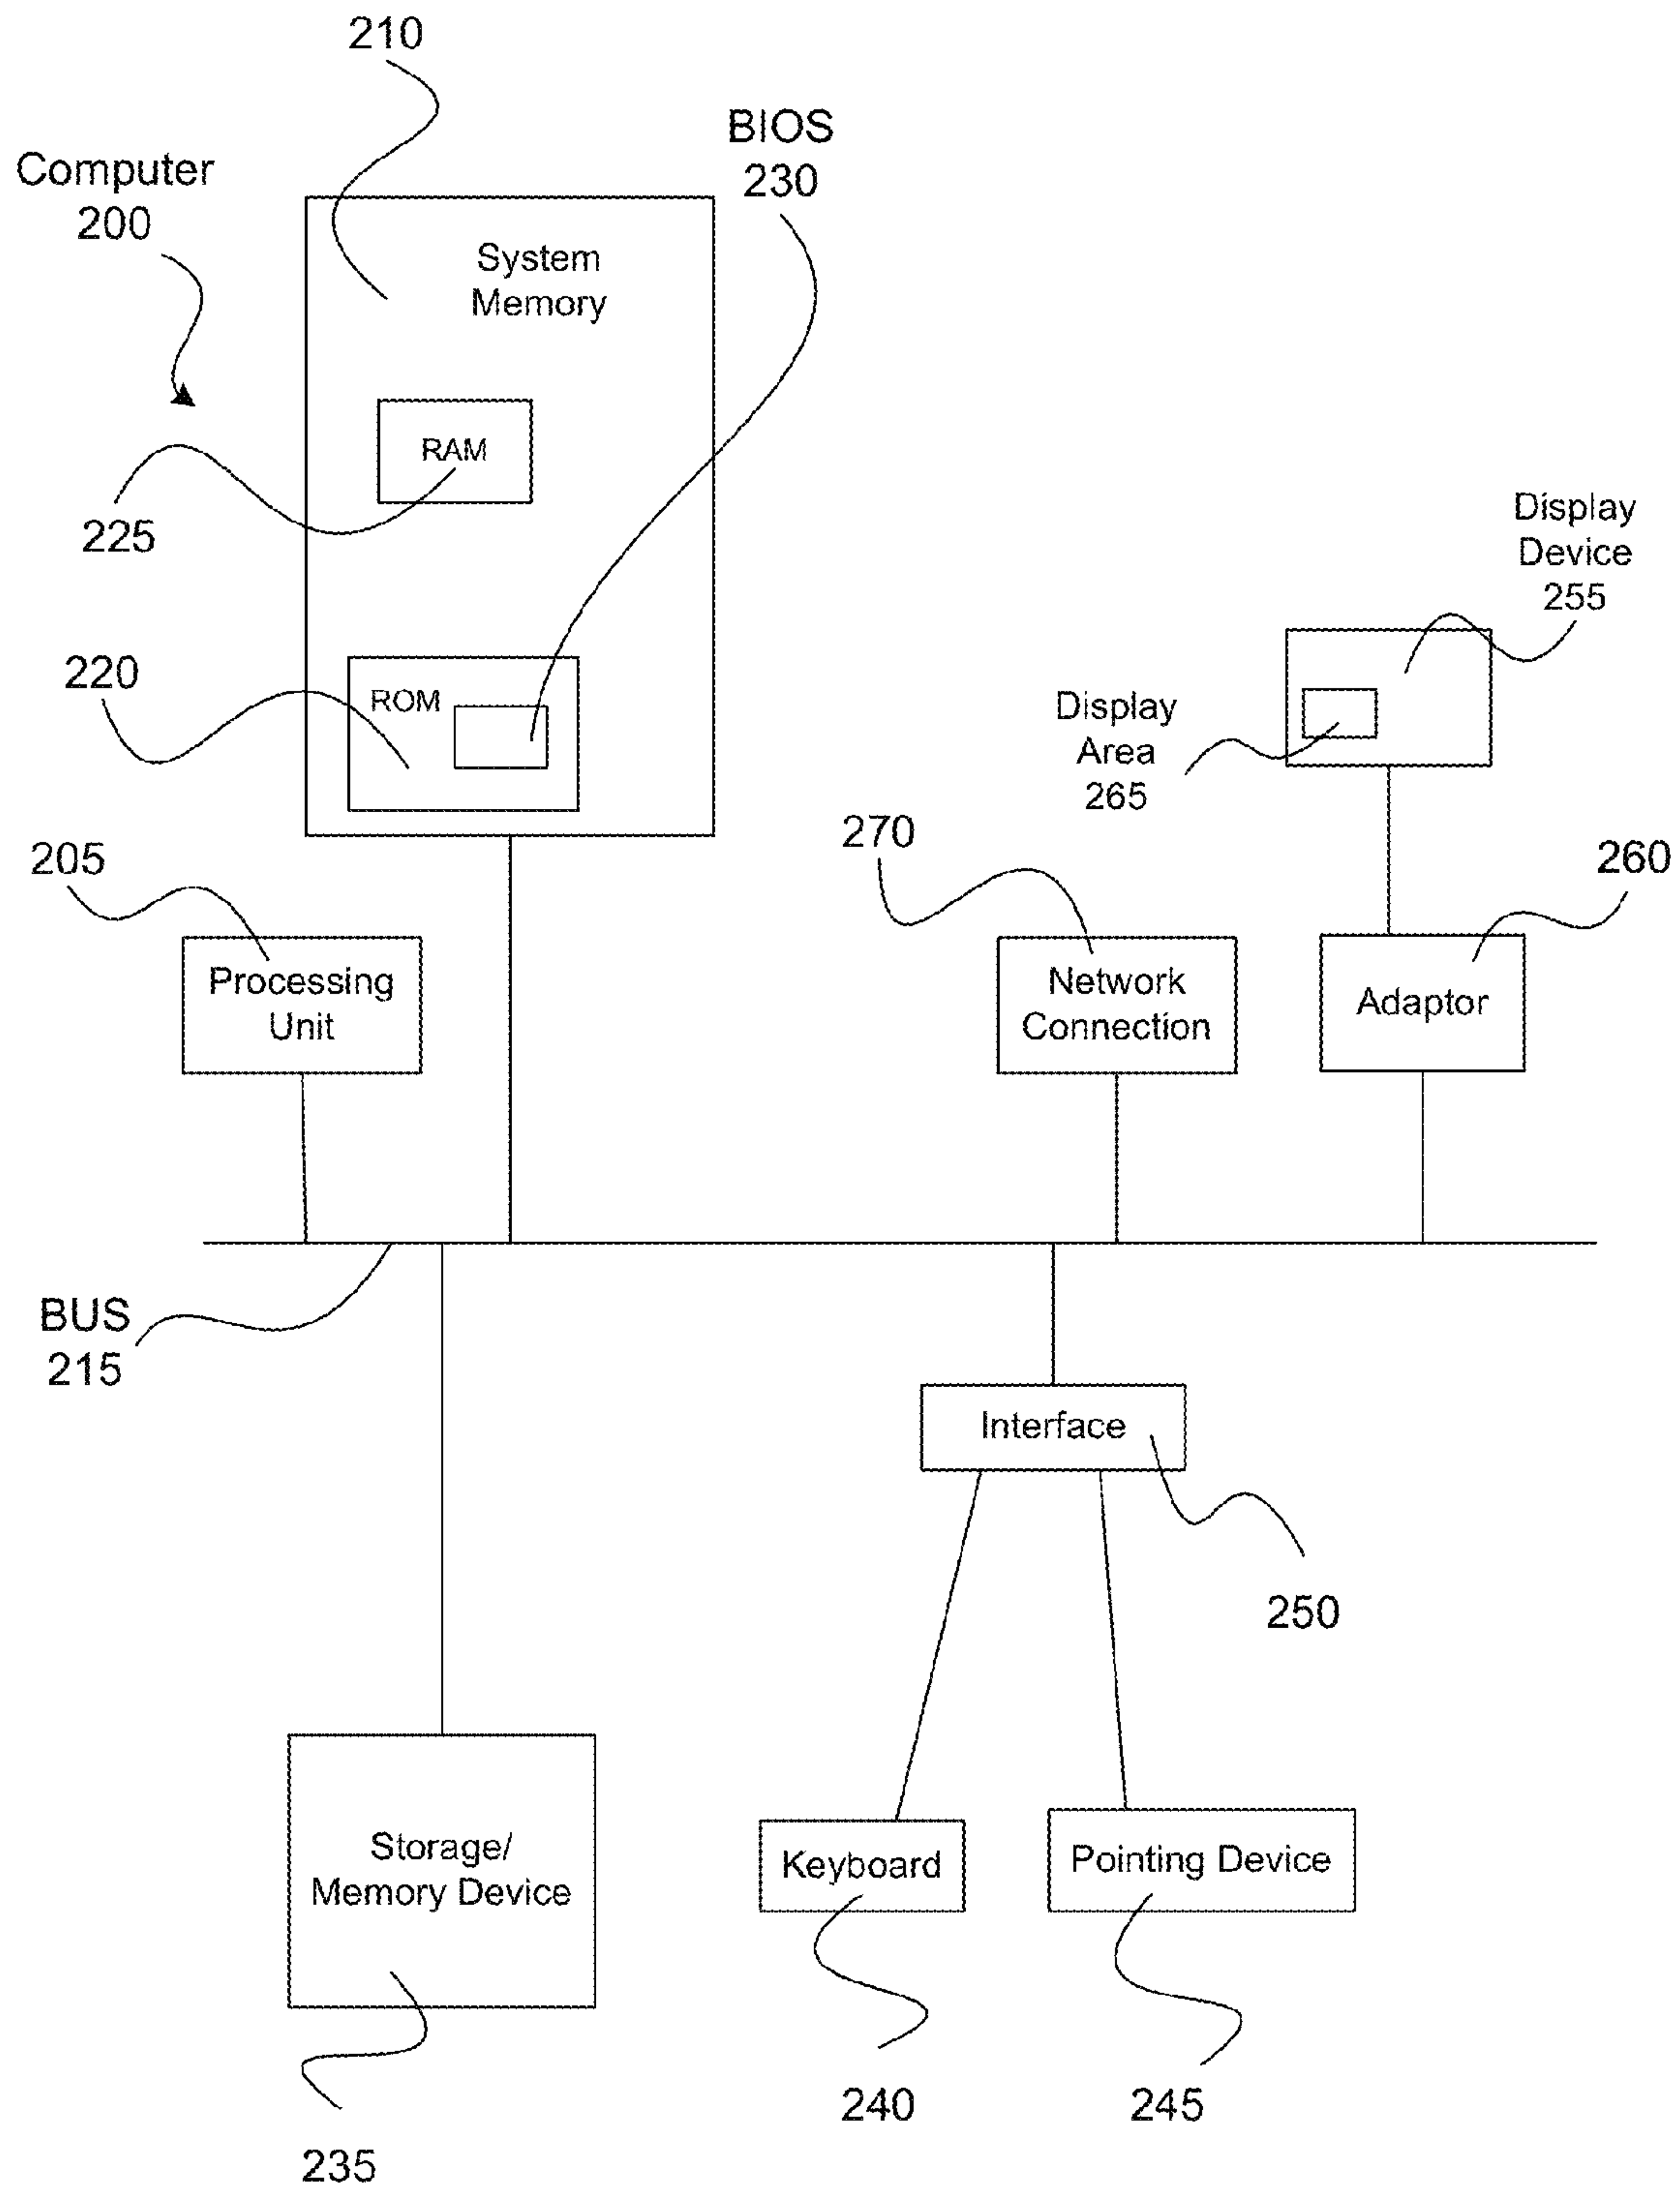 210
BIOS
230
Computer
200
System
Memory
RAM
225
Display
Device
255
220
ROM
Display
Area
265
270
205
260
Processing
Unit
Network
Connection
Adaptor
BUS
215
Interface
250
Storage/
Memory Device
Keyboard
Pointing Device
240
245
235